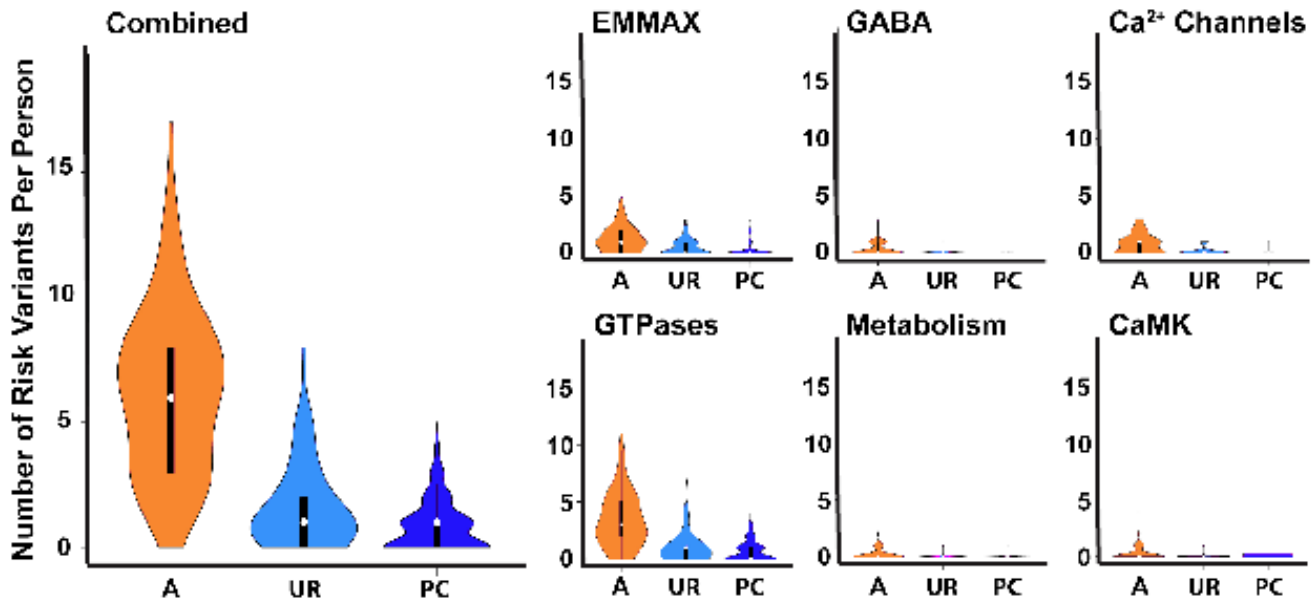 Combined
Number of Risk Variants Per Person
15
10
5
0
A UR PC
EMMAX
15
10
5
0
A UR PC
GABA
15
10
5
0
A UR PC
Ca²⁺ Channels
15
10
5
0
A UR PC
GTPases
15
10
5
0
A UR PC
Metabolism
15
10
5
0
A UR PC
CaMK
15
10
5
0
A UR PC